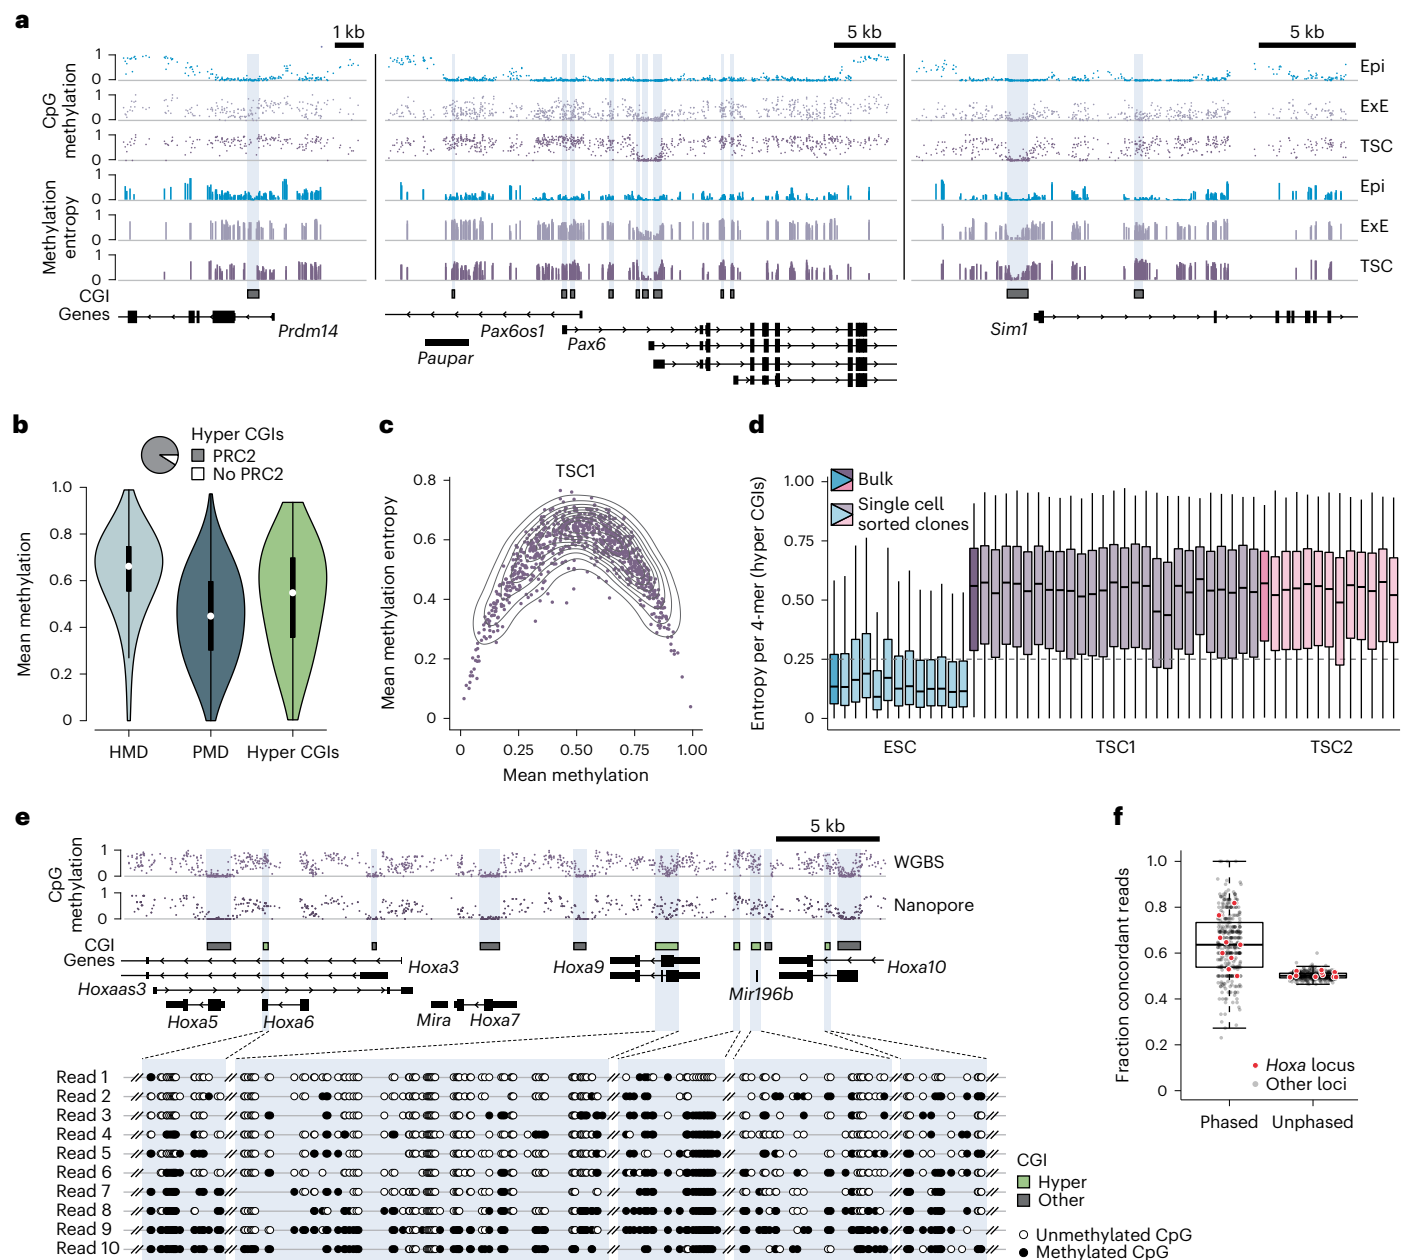 a
1 kb
5 kb
5 kb
CpG methylation
1
0
Epi
1
0
ExE
1
0
TSC
Methylation entropy
1
0
Epi
1
0
ExE
1
0
TSC
CGI
Genes
Prdm14
Pax6os1
Pax6
Paupar
Sim1
b
Hyper CGIs
PRC2
No PRC2
Mean methylation
1.0
0.8
0.6
0.4
0.2
0
HMD
PMD
Hyper CGIs
c
TSC1
Mean methylation entropy
0.8
0.6
0.4
0.2
0
0
0.25
0.50
0.75
1.00
Mean methylation
d
Entropy per 4-mer (hyper CGIs)
1.00
0.75
0.50
0.25
0
Bulk
Single cell
sorted clones
ESC
TSC1
TSC2
e
5 kb
CpG methylation
1
0
WGBS
1
0
Nanopore
CGI
Genes
Hoxa3
Hoxa9
Hoxa10
Hoxaas3
Mir196b
Hoxa5
Hoxa6
Mira
Hoxa7
Read 1
Read 2
Read 3
Read 4
Read 5
Read 6
Read 7
Read 8
Read 9
Read 10
CGI
Hyper
Other
Unmethylated CpG
Methylated CpG
f
Fraction concordant reads
1.0
0.8
0.6
0.4
0.2
0
Hoxa locus
Other loci
Phased
Unphased